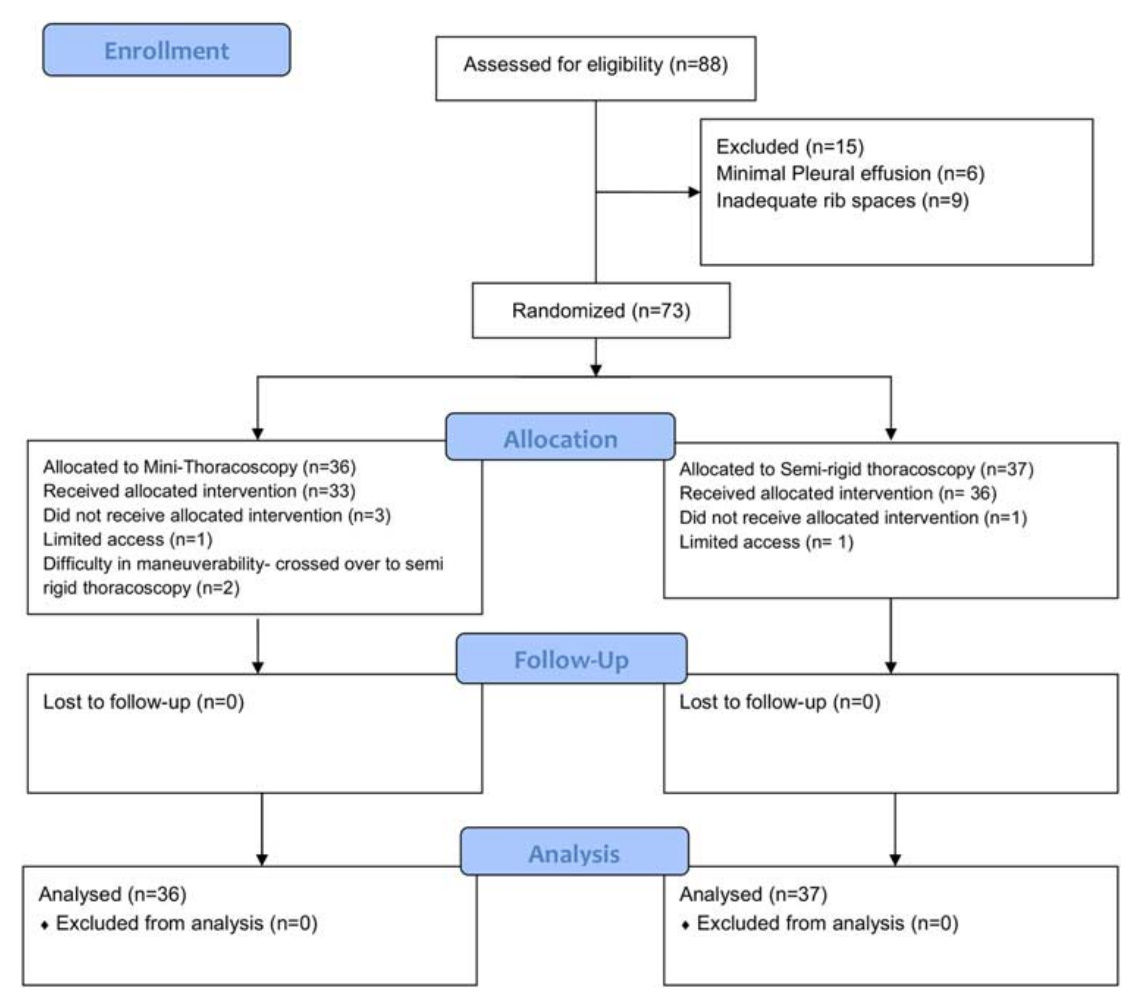 Enrollment
Assessed for eligibility (n=88)
Excluded (n=15)
Minimal Pleural effusion (n=6)
Inadequate rib spaces (n=9)
Randomized (n=73)
Allocation
Allocated to Mini-Thoracoscopy (n=36)
Received allocated intervention (n=33)
Did not receive allocated intervention (n=3)
Limited access (n=1)
Difficulty in maneuverability- crossed over to semi
rigid thoracoscopy (n=2)
Allocated to Semi-rigid thoracoscopy (n=37)
Received allocated intervention (n= 36)
Did not receive allocated intervention (n=1)
Limited access (n= 1)
Follow-Up
Lost to follow-up (n=0)
Lost to follow-up (n=0)
Analysis
Analysed (n=36)
♦ Excluded from analysis (n=0)
Analysed (n=37)
♦ Excluded from analysis (n=0)